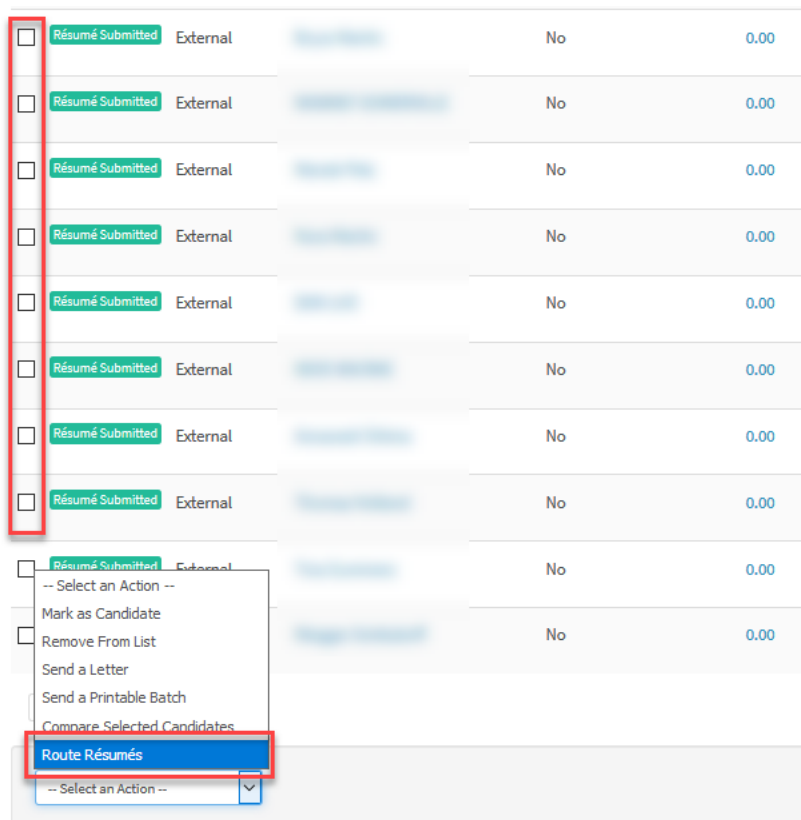 Résumé Submitted External No 0.00
Résumé Submitted External No 0.00
Résumé Submitted External No 0.00
Résumé Submitted External No 0.00
Résumé Submitted External No 0.00
Résumé Submitted External No 0.00
Résumé Submitted External No 0.00
Résumé Submitted External No 0.00
Résumé Submitted External No 0.00
No 0.00
-- Select an Action --
Mark as Candidate
Remove From List
Send a Letter
Send a Printable Batch
Compare Selected Candidates
Route Résumés
-- Select an Action --